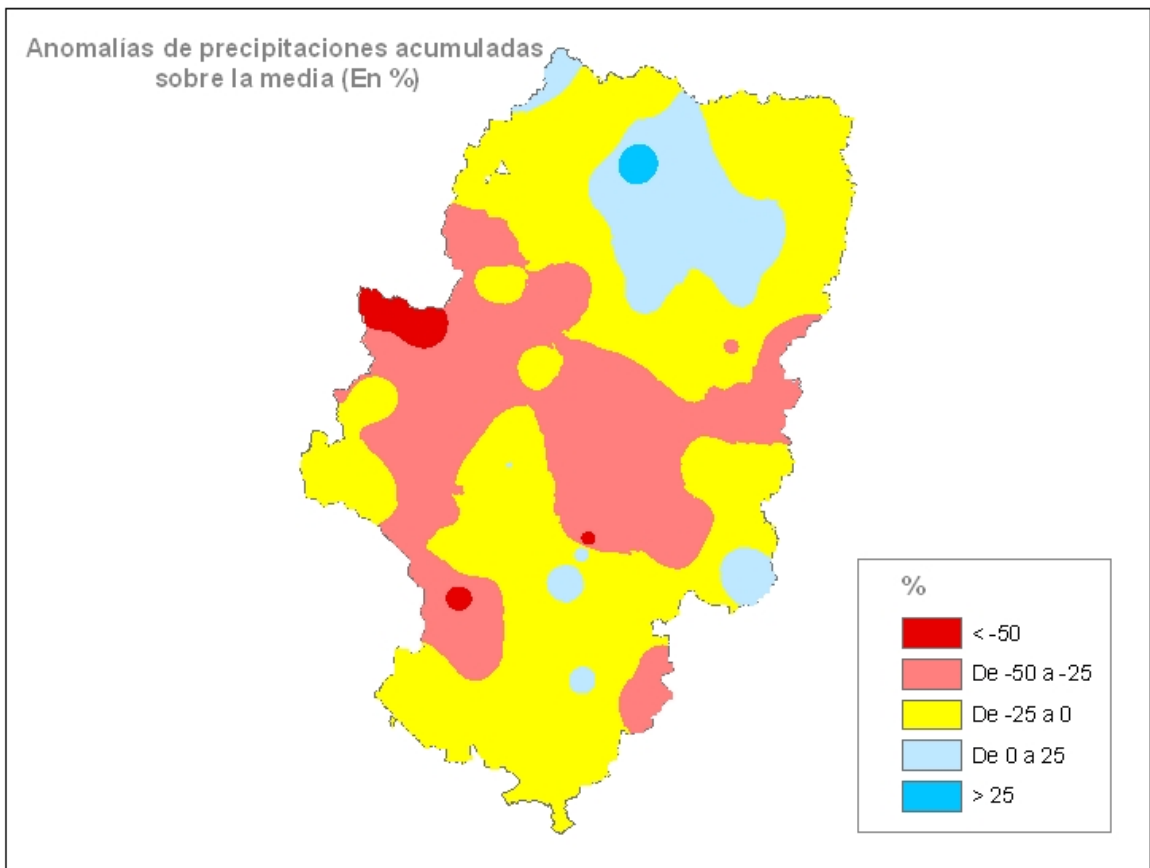 Anomalías de precipitaciones acumuladas
sobre la media (En %)
%
< -50
De -50 a -25
De -25 a 0
De 0 a 25
> 25